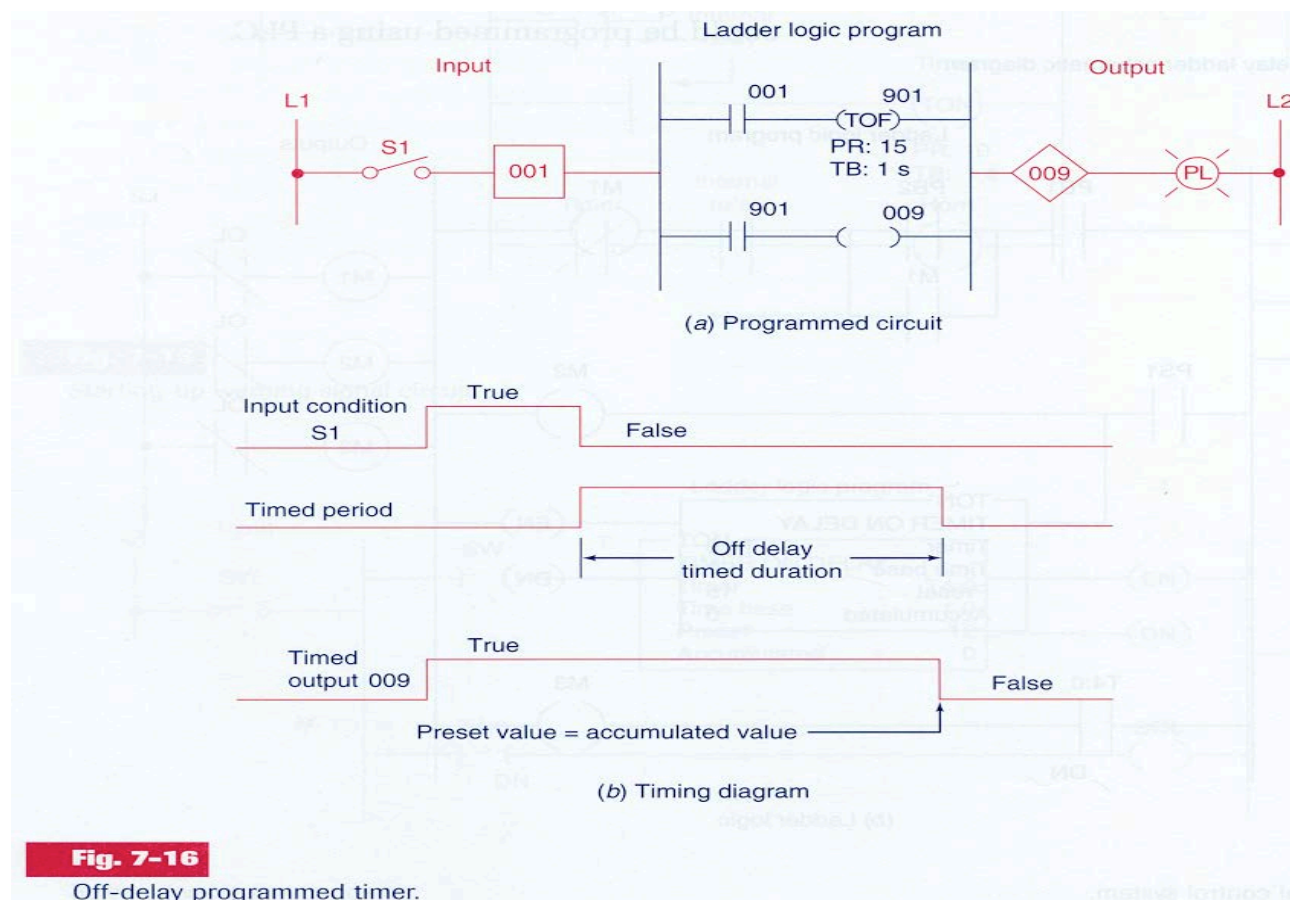 Ladder logic program
Input
Output
L1
S1
001
001
901
(TOF)
PR: 15
TB: 1 s
901
009
009
PL
L2
(a) Programmed circuit
Input condition
S1
True
False
Timed period
Off delay
timed duration
Timed
output 009
True
False
Preset value = accumulated value
(b) Timing diagram
Fig. 7-16
Off-delay programmed timer.